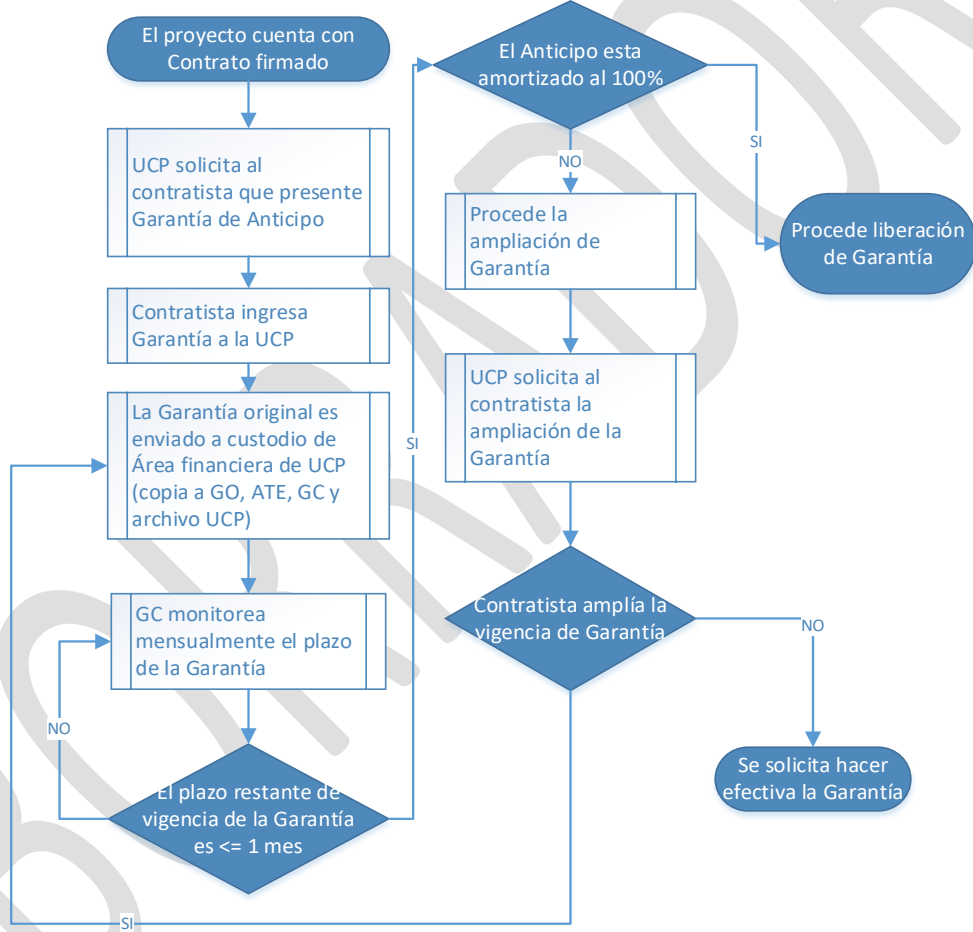 El proyecto cuenta con
Contrato firmado
UCP solicita al
contratista que presente
Garantía de Anticipo
Contratista ingresa
Garantía a la UCP
La Garantía original es
enviado a custodio de
Área financiera de UCP
(copia a GO, ATE, GC y
archivo UCP)
GC monitorea
mensualmente el plazo
de la Garantía
NO
El plazo restante de
vigencia de la Garantía
es <= 1 mes
SI
El Anticipo esta
amortizado al 100%
SI
NO
Procede liberación
de Garantía
Procede la
ampliación de
Garantía
UCP solicita al
contratista la
ampliación de la
Garantía
Contratista amplía la
vigencia de Garantía
NO
Se solicita hacer
efectiva la Garantía
SI
BORRADOR